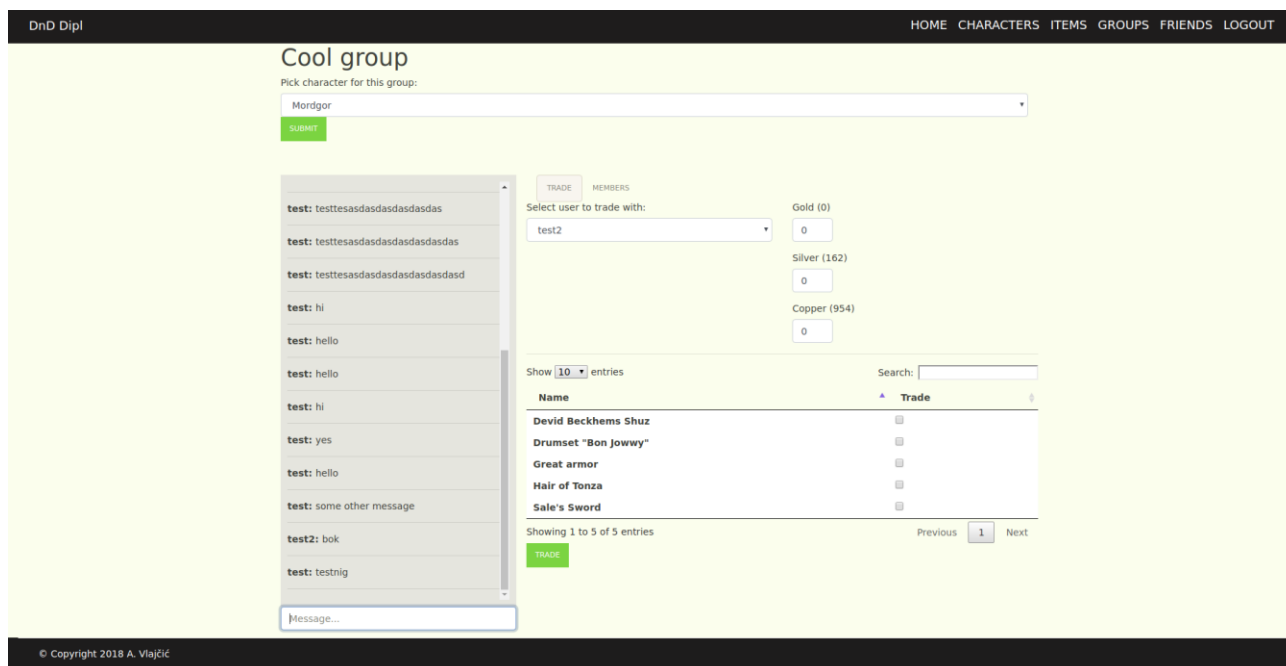 DnD Dipl
HOME CHARACTERS ITEMS GROUPS FRIENDS LOGOUT
Cool group
Pick character for this group:
Mordgor
SUBMIT
test: testtesasdasdasdasdasdas
test: testtesasdasdasdasdasdasdas
test: testtesasdasdasdasdasdasdasd
test: hi
test: hello
test: hello
test: hi
test: yes
test: hello
test: some other message
test2: bok
test: testnig
Message...
TRADE MEMBERS
Select user to trade with:
test2
Gold (0)
0
Silver (162)
0
Copper (954)
0
Show 10 entries
Search:
Name Trade
Devid Beckhems Shuz
Drumset "Bon Jowwy"
Great armor
Hair of Tonza
Sale's Sword
Showing 1 to 5 of 5 entries
Previous 1 Next
TRADE
© Copyright 2018 A. Vlajčić